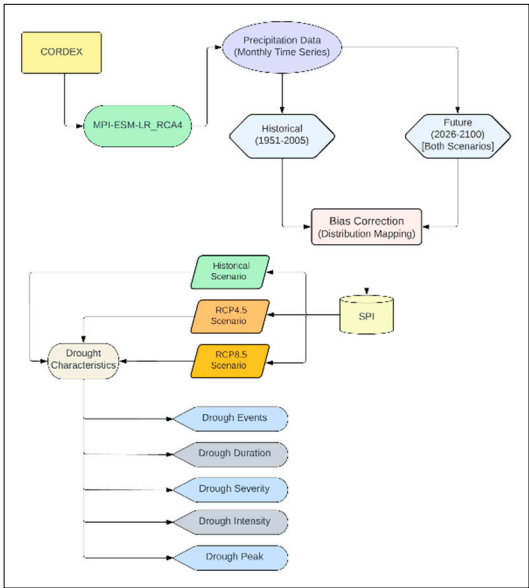 CORDEX
Precipitation Data
(Monthly Time Series)
MPI-ESM-LR_RCA4
Historical
(1951-2005)
Future
(2026-2100)
[Both Scenarios]
Bias Correction
(Distribution Mapping)
Historical
Scenario
RCP4.5
Scenario
SPI
RCP8.5
Scenario
Drought
Characteristics
Drough Events
Drough Duration
Drough Severity
Drough Intensity
Drough Peak